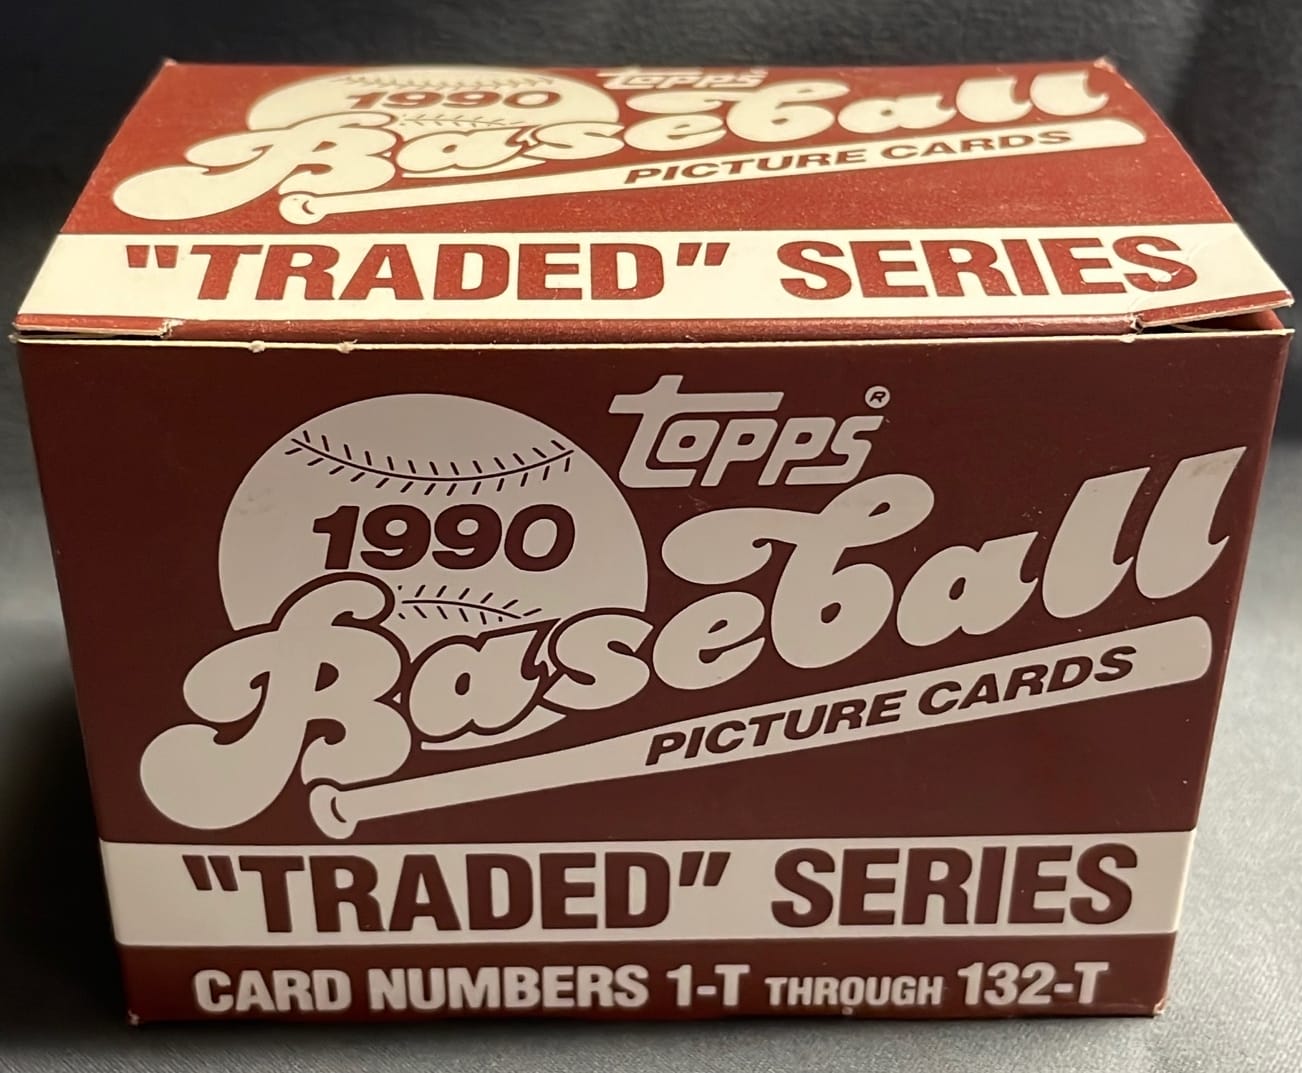 Topps
1990
Baseball
PICTURE CARDS
"TRADED" SERIES
Topps®
1990
Baseball
PICTURE CARDS
"TRADED" SERIES
CARD NUMBERS 1-T THROUGH 132-T